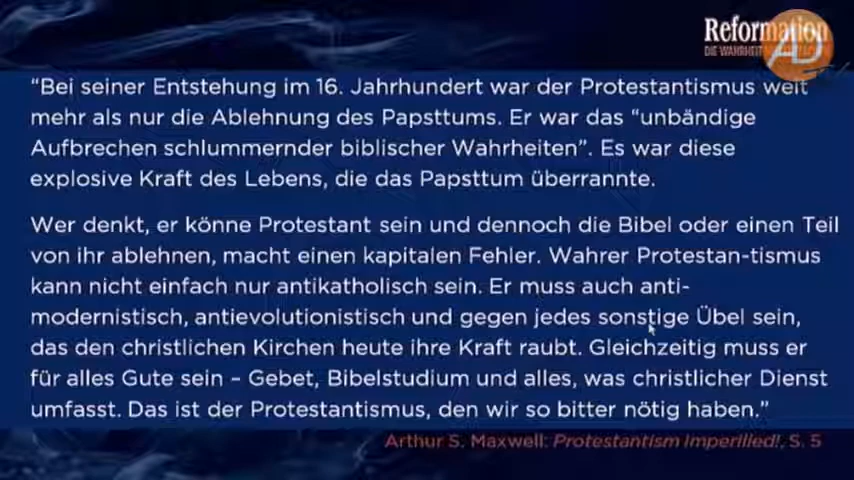 Reformation
DIE WAHRHEIT
“Bei seiner Entstehung im 16. Jahrhundert war der Protestantismus weit
mehr als nur die Ablehnung des Papsttums. Er war das “unbändige
Aufbrechen schlummernder biblischer Wahrheiten”. Es war diese
explosive Kraft des Lebens, die das Papsttum überrannte.
Wer denkt, er könne Protestant sein und dennoch die Bibel oder einen Teil
von ihr ablehnen, macht einen kapitalen Fehler. Wahrer Protestan-tismus
kann nicht einfach nur antikatholisch sein. Er muss auch anti-
modernistisch, antievolutionistisch und gegen jedes sonstige Übel sein,
das den christlichen Kirchen heute ihre Kraft raubt. Gleichzeitig muss er
für alles Gute sein – Gebet, Bibelstudium und alles, was christlicher Dienst
umfasst. Das ist der Protestantismus, den wir so bitter nötig haben.”
Arthur S. Maxwell: Protestantism Imperilled!, S. 5